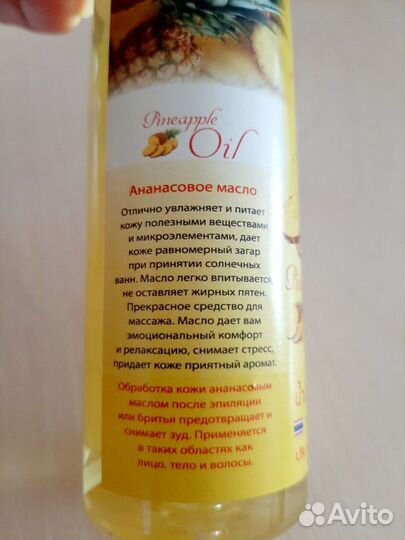 Pineapple
Oil
Ананасовое масло
Отлично увлажняет и питает
кожу полезными веществами
и микроэлементами, дает
коже равномерный загар
при принятии солнечных
ванн. Масло легко впитывается,
не оставляет жирных пятен.
Прекрасное средство для
массажа. Масло дает вам
эмоциональный комфорт
и релаксацию, снимает стресс,
придает коже приятный аромат.
Обработка кожи ананасовым
маслом после эпиляции
или бритья предотвращает и
снимает зуд. Применяется
в таких областях как
лицо, тело и волосы.
Avito